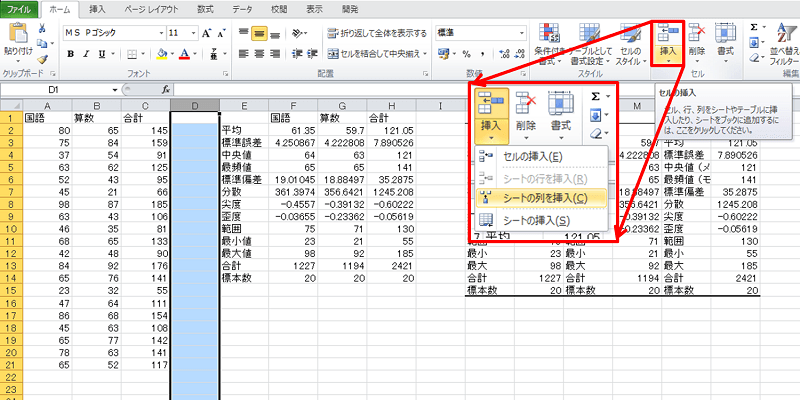 ファイル ホーム 挿入 ページ レイアウト 数式 データ 校閲 表示 開発
貼り付け MS Pゴシック 11 A A 折り返して全体を表示する 標準 条件付き書式 テーブルとして書式設定 セルのスタイル 挿入 削除 書式 Σ 並べ替え フィルター
B I U セルを結合して中央揃え % ,
クリップボード フォント 配置 数値 スタイル セル
D1 fx
A B C D E F G H I M
1 国語 算数 合計 国語 算数 合計
2 80 65 145 平均 61.35 59.7 121.05
3 75 84 159 標準誤差 4.250867 4.222808 7.890526
4 37 54 91 中央値 64 63 121
5 63 62 125 最頻値 65 65 141
6 52 43 95 標準偏差 19.01045 18.88497 35.2875
7 45 21 66 分散 361.3974 356.6421 1245.208
8 98 87 185 尖度 -0.4557 -0.39132 -0.60222
9 63 43 106 歪度 -0.03655 -0.23362 -0.05619
10 46 35 81 範囲 75 71 130
11 68 65 133 最小値 23 21 55
12 42 48 90 最大値 98 92 185
13 84 92 176 合計 1227 1194 2421
14 65 76 141 標本数 20 20 20
15 23 32 55
16 47 64 111
17 86 68 154
18 45 63 108
19 65 77 142
20 78 63 141
21 65 52 117
22
23
セルの挿入
セル、行、列をシートやテーブルに挿入したり、シートをブックに追加するには、ここをクリックしてください。
挿入 削除 書式 Σ
セルの挿入(E)
シートの行を挿入(R)
シートの列を挿入(C)
シートの挿入(S)
59.7 平均 121.05
4.222808 標準誤差 7.890526
63 中央値 (メ 121
65 最頻値 (モ 141
18.88497 標準偏差 35.2875
356.6421 分散 1245.208
-0.39132 尖度 -0.60222
-0.23362 歪度 -0.05619
平均 121.05
71 範囲 130
最小 23 最小 21 最小 55
最大 98 最大 92 最大 185
合計 1227 合計 1194 合計 2421
標本数 20 標本数 20 標本数 20